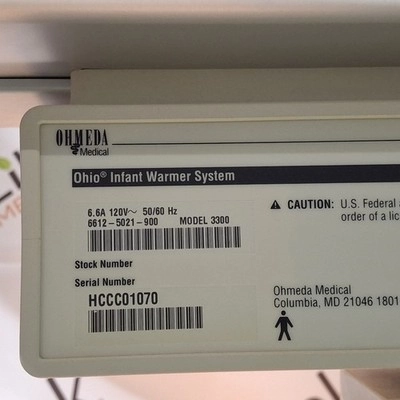 OHMEDA
Medical
Ohio® Infant Warmer System
6.6A 120V~ 50/60 Hz
6612-5021-900 MODEL 3300
Stock Number
Serial Number
HCCC01070
⚠ CAUTION: U.S. Federal
order of a
Ohmeda Medical
Columbia, MD 21046 1801